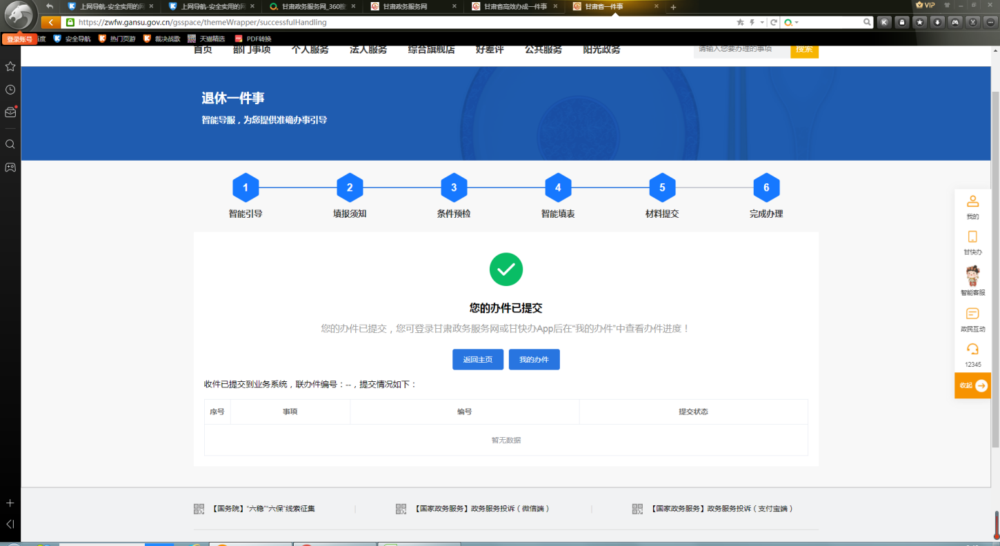 上网导航-安全实用的网
上网导航-安全实用的网
甘肃政务服务网_360搜
甘肃政务服务网
甘肃省高效办成一件事
甘肃省一件事
VIP
https://zwfw.gansu.gov.cn/gsspace/themeWrapper/successfulHandling
登录账号
百度
安全导航
热门页游
裁决战歌
天猫精选
PDF转换
首页 部门事项 个人服务 法人服务 综合旗舰店 好差评 公共服务 阳光政务
请输入您要办理的事项
搜索
退休一件事
智能导服，为您提供准确办事引导
1 2 3 4 5 6
智能引导 填报须知 条件预检 智能填表 材料提交 完成办理
我的
甘快办
智能客服
政民互动
12345
收起
您的办件已提交
您的办件已提交，您可登录甘肃政务服务网或甘快办App后在“我的办件”中查看办件进度！
返回主页 我的办件
收件已提交到业务系统，联办件编号：--，提交情况如下：
序号 事项 编号 提交状态
暂无数据
【国务院】“六稳”“六保”线索征集
【国家政务服务】政务服务投诉（微信端）
【国家政务服务】政务服务投诉（支付宝端）